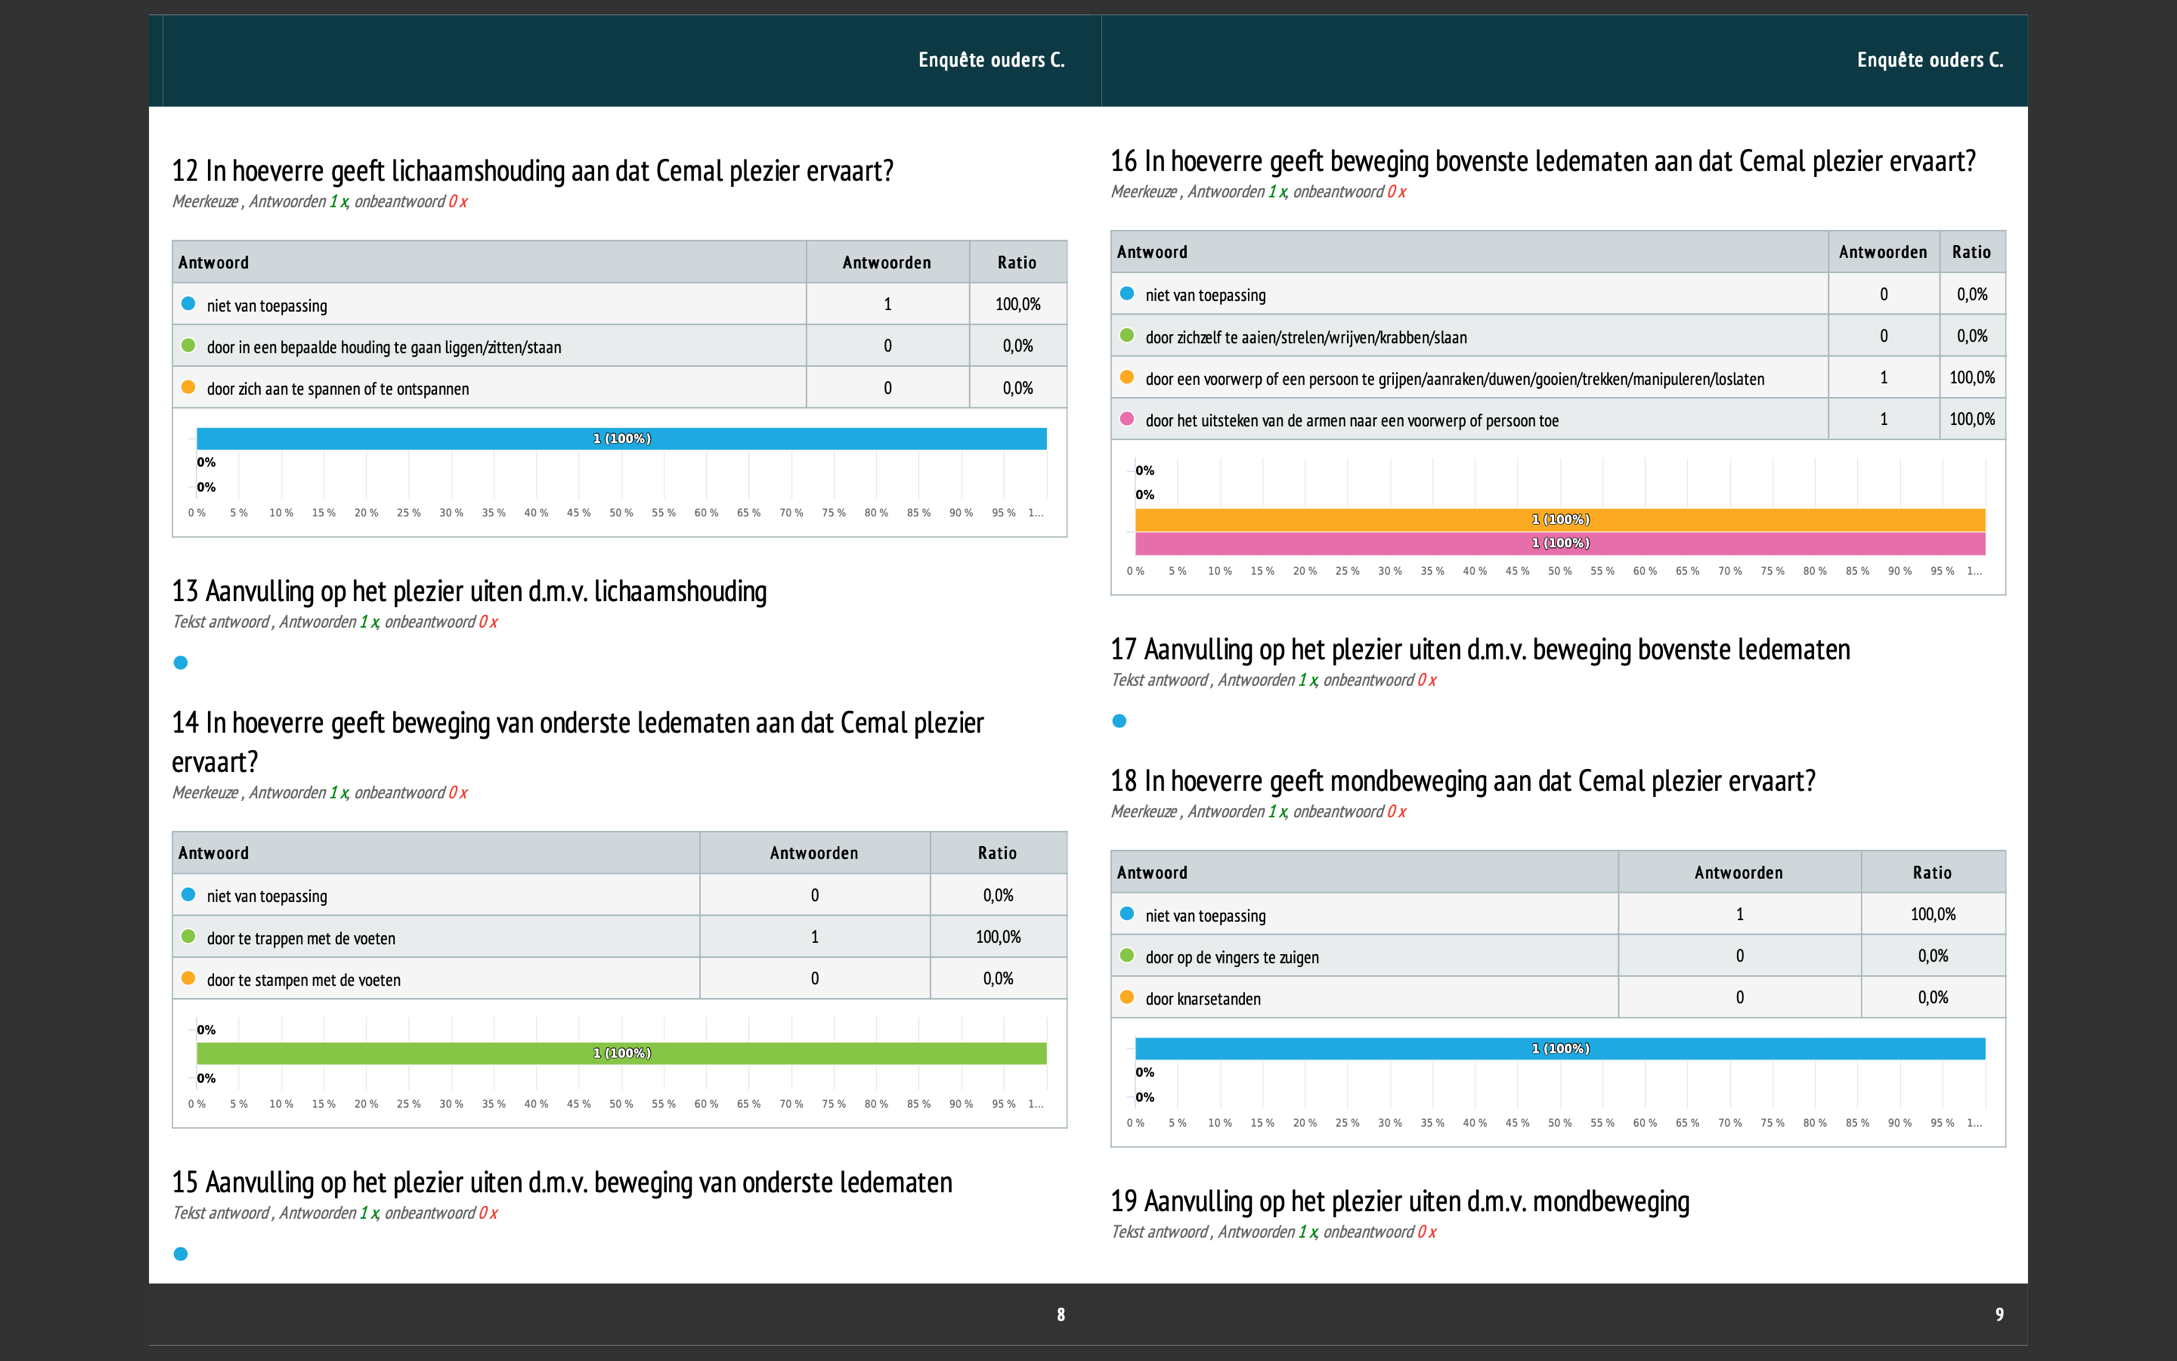 Enquête ouders C.
12 In hoeverre geeft lichaamshouding aan dat Cemal plezier ervaart?
Meerkeuze , Antwoorden 1 x, onbeantwoord 0 x
Antwoord Antwoorden Ratio
niet van toepassing 1 100,0%
door in een bepaalde houding te gaan liggen/zitten/staan 0 0,0%
door zich aan te spannen of te ontspannen 0 0,0%
1 (100%)
0%
0%
0 % 5 % 10 % 15 % 20 % 25 % 30 % 35 % 40 % 45 % 50 % 55 % 60 % 65 % 70 % 75 % 80 % 85 % 90 % 95 % 1...
13 Aanvulling op het plezier uiten d.m.v. lichaamshouding
Tekst antwoord , Antwoorden 1 x, onbeantwoord 0 x
14 In hoeverre geeft beweging van onderste ledematen aan dat Cemal plezier
ervaart?
Meerkeuze , Antwoorden 1 x, onbeantwoord 0 x
Antwoord Antwoorden Ratio
niet van toepassing 0 0,0%
door te trappen met de voeten 1 100,0%
door te stampen met de voeten 0 0,0%
0%
1 (100%)
0%
0 % 5 % 10 % 15 % 20 % 25 % 30 % 35 % 40 % 45 % 50 % 55 % 60 % 65 % 70 % 75 % 80 % 85 % 90 % 95 % 1...
15 Aanvulling op het plezier uiten d.m.v. beweging van onderste ledematen
Tekst antwoord , Antwoorden 1 x, onbeantwoord 0 x
8
Enquête ouders C.
16 In hoeverre geeft beweging bovenste ledematen aan dat Cemal plezier ervaart?
Meerkeuze , Antwoorden 1 x, onbeantwoord 0 x
Antwoord Antwoorden Ratio
niet van toepassing 0 0,0%
door zichzelf te aaien/strelen/wrijven/krabben/slaan 0 0,0%
door een voorwerp of een persoon te grijpen/aanraken/duwen/gooien/trekken/manipuleren/loslaten 1 100,0%
door het uitsteken van de armen naar een voorwerp of persoon toe 1 100,0%
0%
0%
1 (100%)
1 (100%)
0 % 5 % 10 % 15 % 20 % 25 % 30 % 35 % 40 % 45 % 50 % 55 % 60 % 65 % 70 % 75 % 80 % 85 % 90 % 95 % 1...
17 Aanvulling op het plezier uiten d.m.v. beweging bovenste ledematen
Tekst antwoord , Antwoorden 1 x, onbeantwoord 0 x
18 In hoeverre geeft mondbeweging aan dat Cemal plezier ervaart?
Meerkeuze , Antwoorden 1 x, onbeantwoord 0 x
Antwoord Antwoorden Ratio
niet van toepassing 1 100,0%
door op de vingers te zuigen 0 0,0%
door knarsetanden 0 0,0%
1 (100%)
0%
0%
0 % 5 % 10 % 15 % 20 % 25 % 30 % 35 % 40 % 45 % 50 % 55 % 60 % 65 % 70 % 75 % 80 % 85 % 90 % 95 % 1...
19 Aanvulling op het plezier uiten d.m.v. mondbeweging
Tekst antwoord , Antwoorden 1 x, onbeantwoord 0 x
9